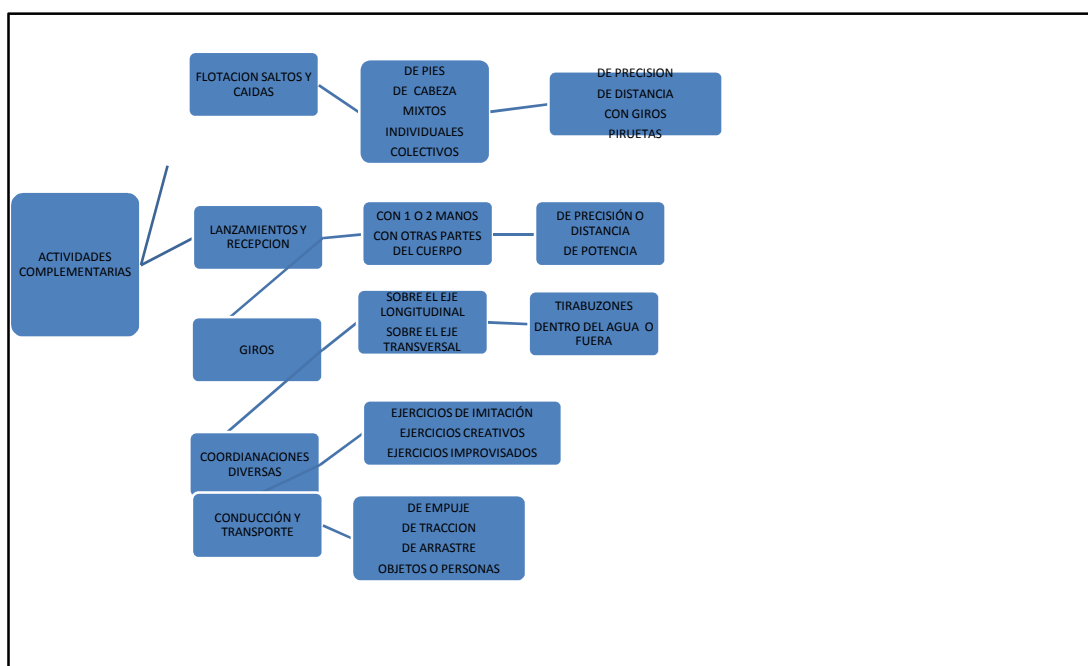 FLOTACION SALTOS Y
CAIDAS
DE PIES
DE CABEZA
MIXTOS
INDIVIDUALES
COLECTIVOS
DE PRECISION
DE DISTANCIA
CON GIROS
PIRUETAS
ACTIVIDADES
COMPLEMENTARIAS
LANZAMIENTOS Y
RECEPCION
CON 1 O 2 MANOS
CON OTRAS PARTES
DEL CUERPO
DE PRECISIÓN O
DISTANCIA
DE POTENCIA
GIROS
SOBRE EL EJE
LONGITUDINAL
SOBRE EL EJE
TRANSVERSAL
TIRABUZONES
DENTRO DEL AGUA O
FUERA
COORDIANACIONES
DIVERSAS
EJERCICIOS DE IMITACIÓN
EJERCICIOS CREATIVOS
EJERCICIOS IMPROVISADOS
CONDUCCIÓN Y
TRANSPORTE
DE EMPUJE
DE TRACCION
DE ARRASTRE
OBJETOS O PERSONAS